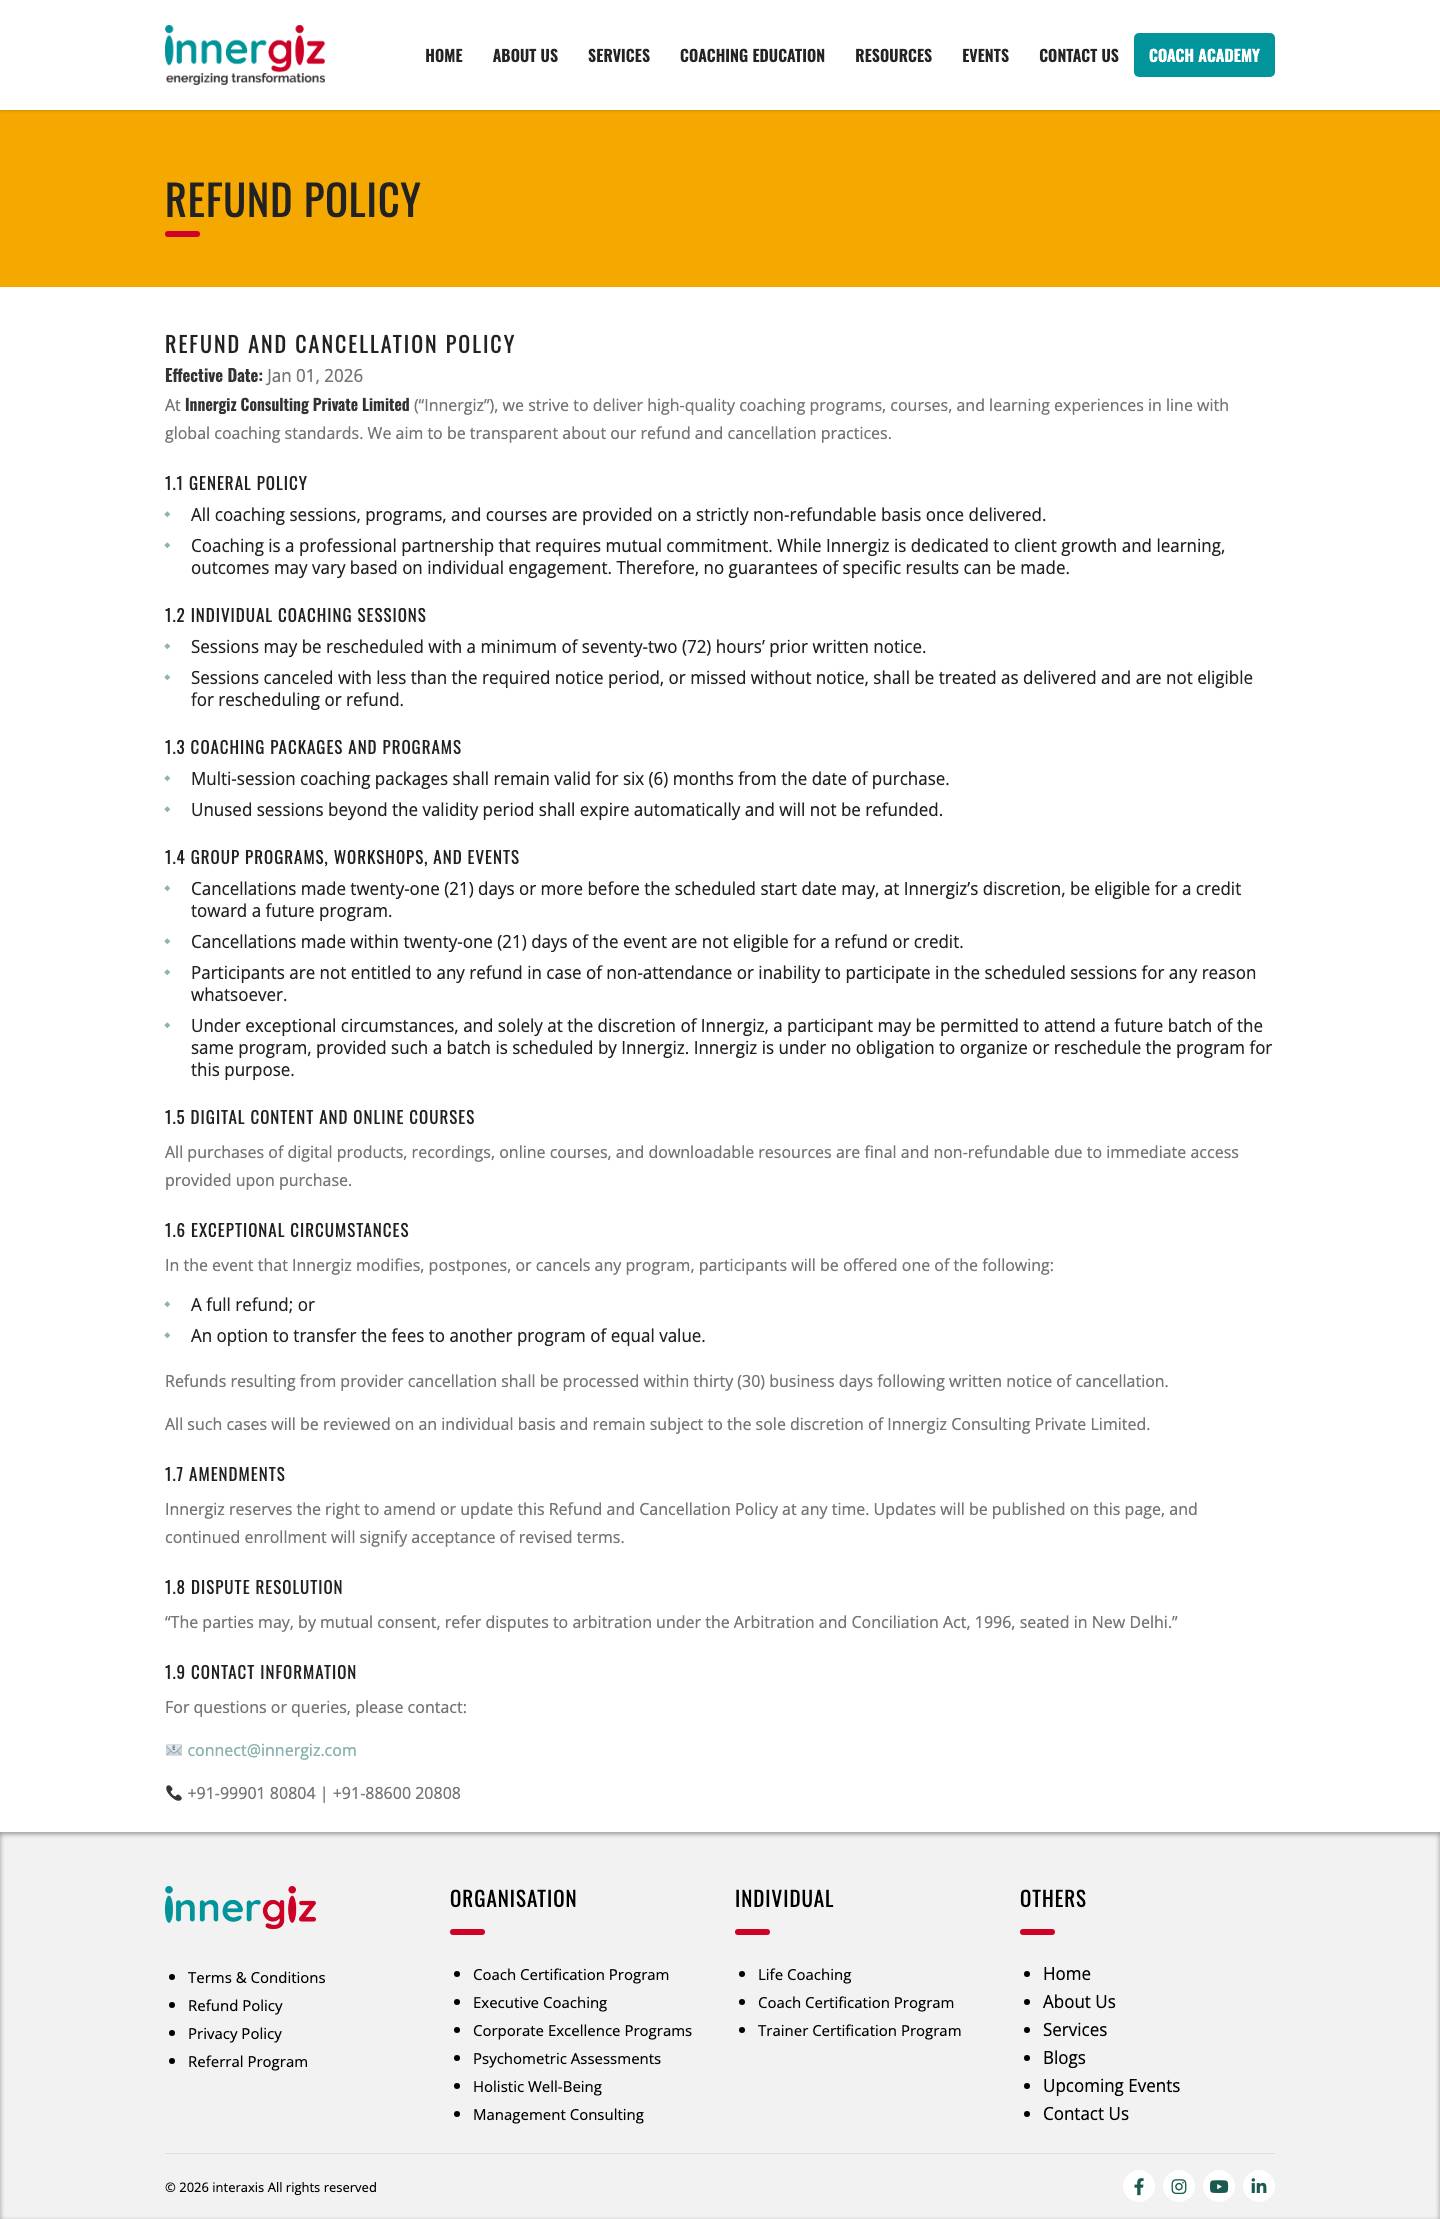 innergiz
energizing transformations
HOME
ABOUT US
SERVICES
COACHING EDUCATION
RESOURCES
EVENTS
CONTACT US
COACH ACADEMY
REFUND POLICY
REFUND AND CANCELLATION POLICY
Effective Date: Jan 01, 2026
At Innergiz Consulting Private Limited (“Innergiz”), we strive to deliver high-quality coaching programs, courses, and learning experiences in line with
global coaching standards. We aim to be transparent about our refund and cancellation practices.
1.1 GENERAL POLICY
All coaching sessions, programs, and courses are provided on a strictly non-refundable basis once delivered.
Coaching is a professional partnership that requires mutual commitment. While Innergiz is dedicated to client growth and learning,
outcomes may vary based on individual engagement. Therefore, no guarantees of specific results can be made.
1.2 INDIVIDUAL COACHING SESSIONS
Sessions may be rescheduled with a minimum of seventy-two (72) hours’ prior written notice.
Sessions canceled with less than the required notice period, or missed without notice, shall be treated as delivered and are not eligible
for rescheduling or refund.
1.3 COACHING PACKAGES AND PROGRAMS
Multi-session coaching packages shall remain valid for six (6) months from the date of purchase.
Unused sessions beyond the validity period shall expire automatically and will not be refunded.
1.4 GROUP PROGRAMS, WORKSHOPS, AND EVENTS
Cancellations made twenty-one (21) days or more before the scheduled start date may, at Innergiz’s discretion, be eligible for a credit
toward a future program.
Cancellations made within twenty-one (21) days of the event are not eligible for a refund or credit.
Participants are not entitled to any refund in case of non-attendance or inability to participate in the scheduled sessions for any reason
whatsoever.
Under exceptional circumstances, and solely at the discretion of Innergiz, a participant may be permitted to attend a future batch of the
same program, provided such a batch is scheduled by Innergiz. Innergiz is under no obligation to organize or reschedule the program for
this purpose.
1.5 DIGITAL CONTENT AND ONLINE COURSES
All purchases of digital products, recordings, online courses, and downloadable resources are final and non-refundable due to immediate access
provided upon purchase.
1.6 EXCEPTIONAL CIRCUMSTANCES
In the event that Innergiz modifies, postpones, or cancels any program, participants will be offered one of the following:
A full refund; or
An option to transfer the fees to another program of equal value.
Refunds resulting from provider cancellation shall be processed within thirty (30) business days following written notice of cancellation.
All such cases will be reviewed on an individual basis and remain subject to the sole discretion of Innergiz Consulting Private Limited.
1.7 AMENDMENTS
Innergiz reserves the right to amend or update this Refund and Cancellation Policy at any time. Updates will be published on this page, and
continued enrollment will signify acceptance of revised terms.
1.8 DISPUTE RESOLUTION
“The parties may, by mutual consent, refer disputes to arbitration under the Arbitration and Conciliation Act, 1996, seated in New Delhi.”
1.9 CONTACT INFORMATION
For questions or queries, please contact:
connect@innergiz.com
+91-99901 80804 | +91-88600 20808
innergiz
Terms & Conditions
Refund Policy
Privacy Policy
Referral Program
ORGANISATION
Coach Certification Program
Executive Coaching
Corporate Excellence Programs
Psychometric Assessments
Holistic Well-Being
Management Consulting
INDIVIDUAL
Life Coaching
Coach Certification Program
Trainer Certification Program
OTHERS
Home
About Us
Services
Blogs
Upcoming Events
Contact Us
© 2026 interaxis All rights reserved